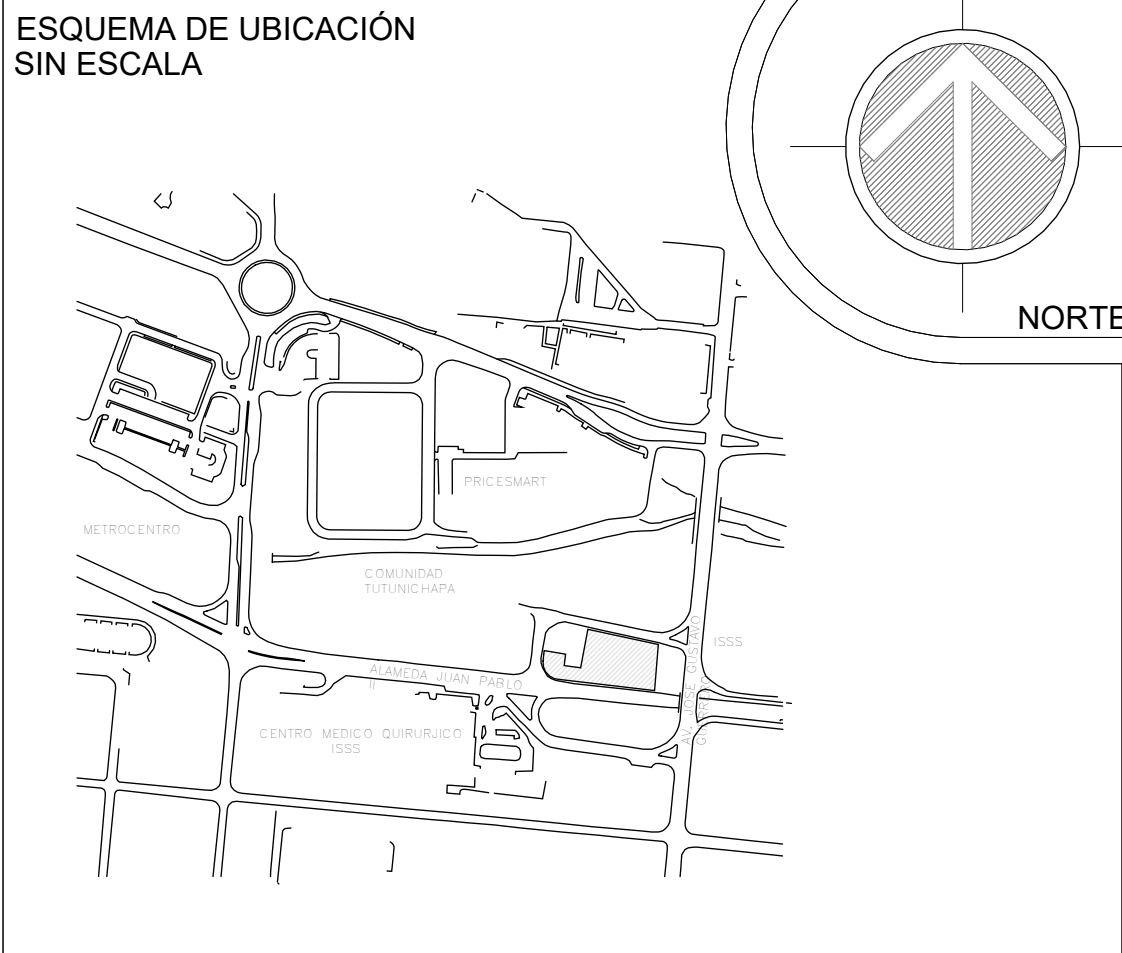 ESQUEMA DE UBICACIÓN
SIN ESCALA
NORTE
PRICESMART
METROCENTRO
COMUNIDAD
TUTUNICHAPA
ISSS
ALAMEDA JUAN PABLO
II
AV. JOSE GUSTAVO
GUERRERO
CENTRO MEDICO QUIRURJICO
ISSS